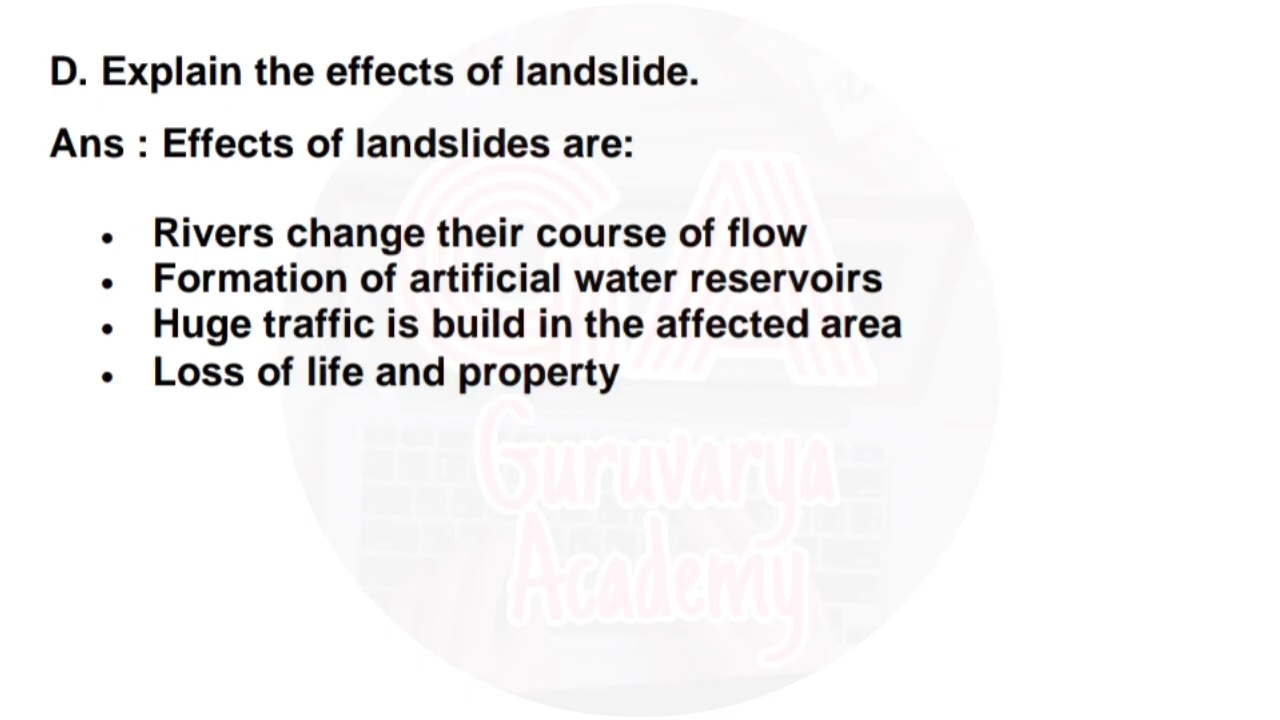 D. Explain the effects of landslide.
Ans : Effects of landslides are:
• Rivers change their course of flow
• Formation of artificial water reservoirs
• Huge traffic is build in the affected area
• Loss of life and property
GA
Guruvarya
Academy